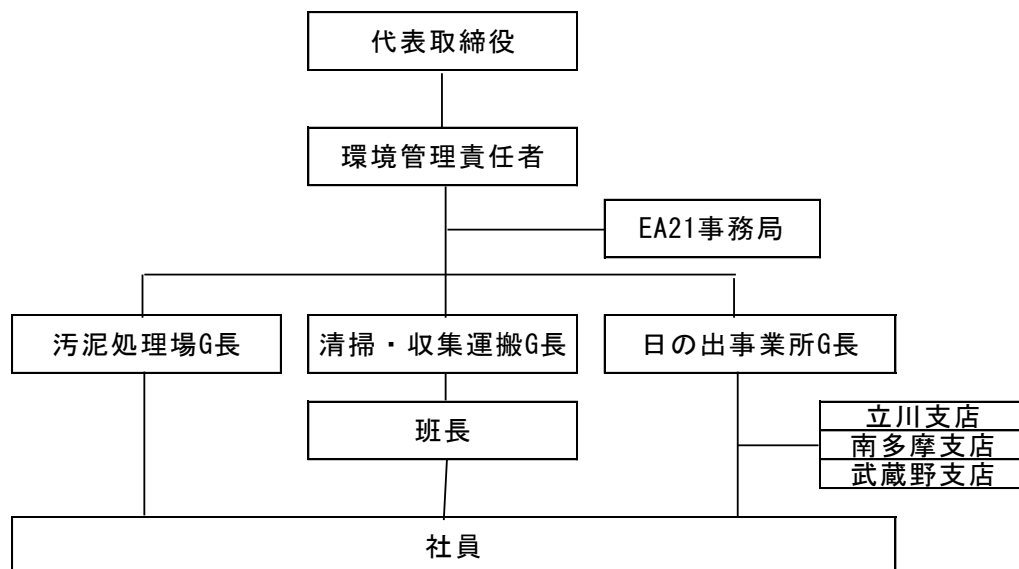 代表取締役
環境管理責任者
EA21事務局
汚泥処理場G長
清掃・収集運搬G長
日の出事業所G長
班長
立川支店
南多摩支店
武蔵野支店
社員